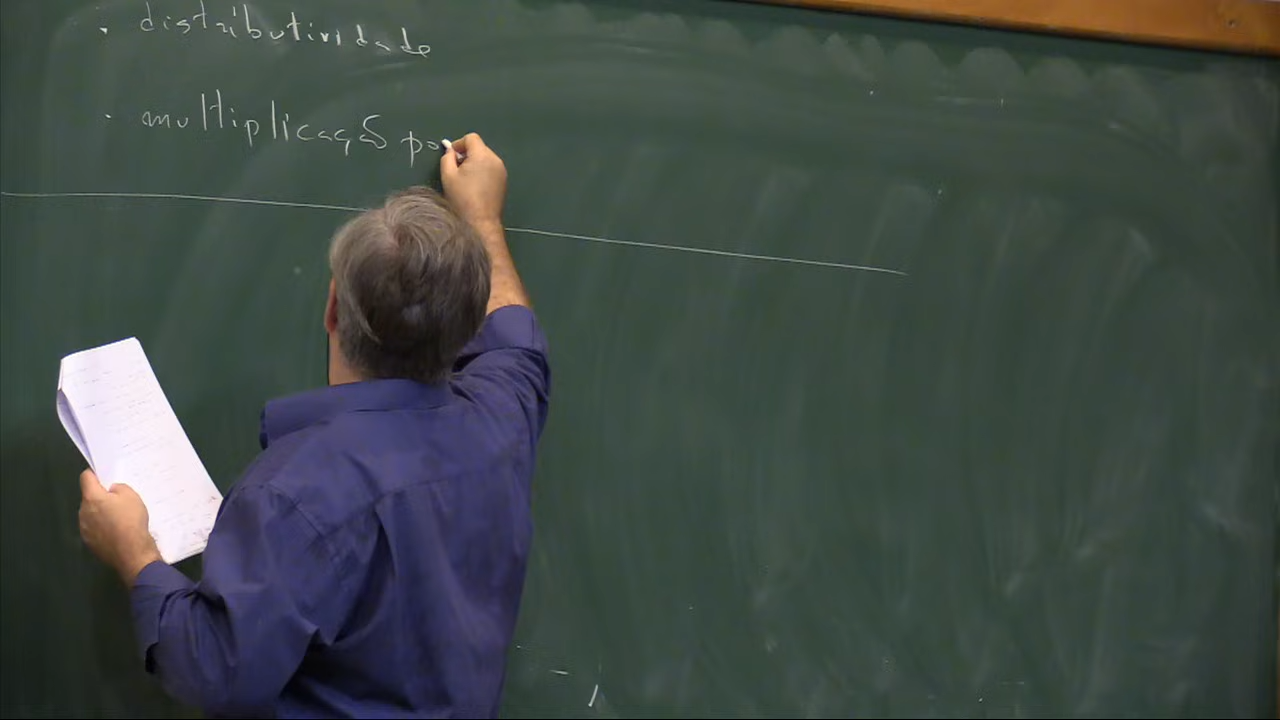 · distributividade
· multiplicação po